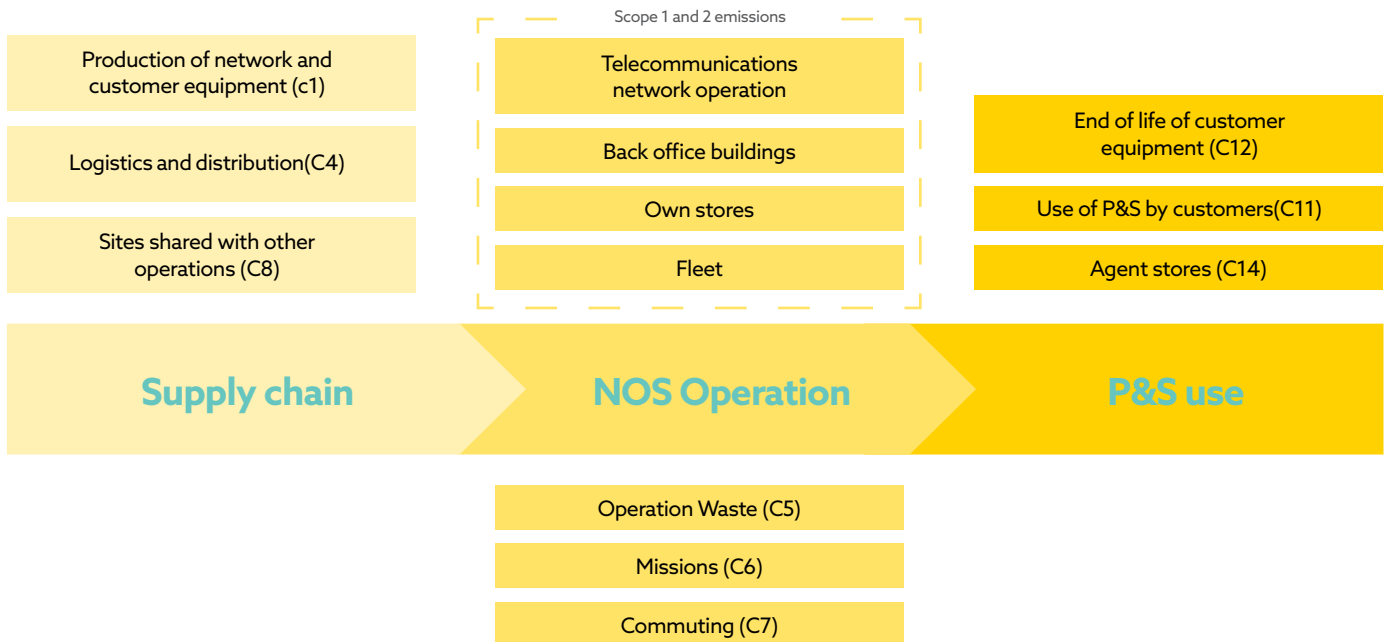 Scope 1 and 2 emissions
Production of network and
customer equipment (c1)
Logistics and distribution(C4)
Sites shared with other
operations (C8)
Telecommunications
network operation
Back office buildings
Own stores
Fleet
End of life of customer
equipment (C12)
Use of P&S by customers(C11)
Agent stores (C14)
Supply chain
NOS Operation
P&S use
Operation Waste (C5)
Missions (C6)
Commuting (C7)